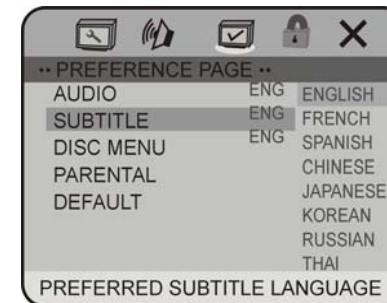 ·· PREFERENCE PAGE ··
AUDIO ENG ENGLISH
SUBTITLE ENG FRENCH
DISC MENU ENG SPANISH
PARENTAL CHINESE
DEFAULT JAPANESE
KOREAN
RUSSIAN
THAI
PREFERRED SUBTITLE LANGUAGE